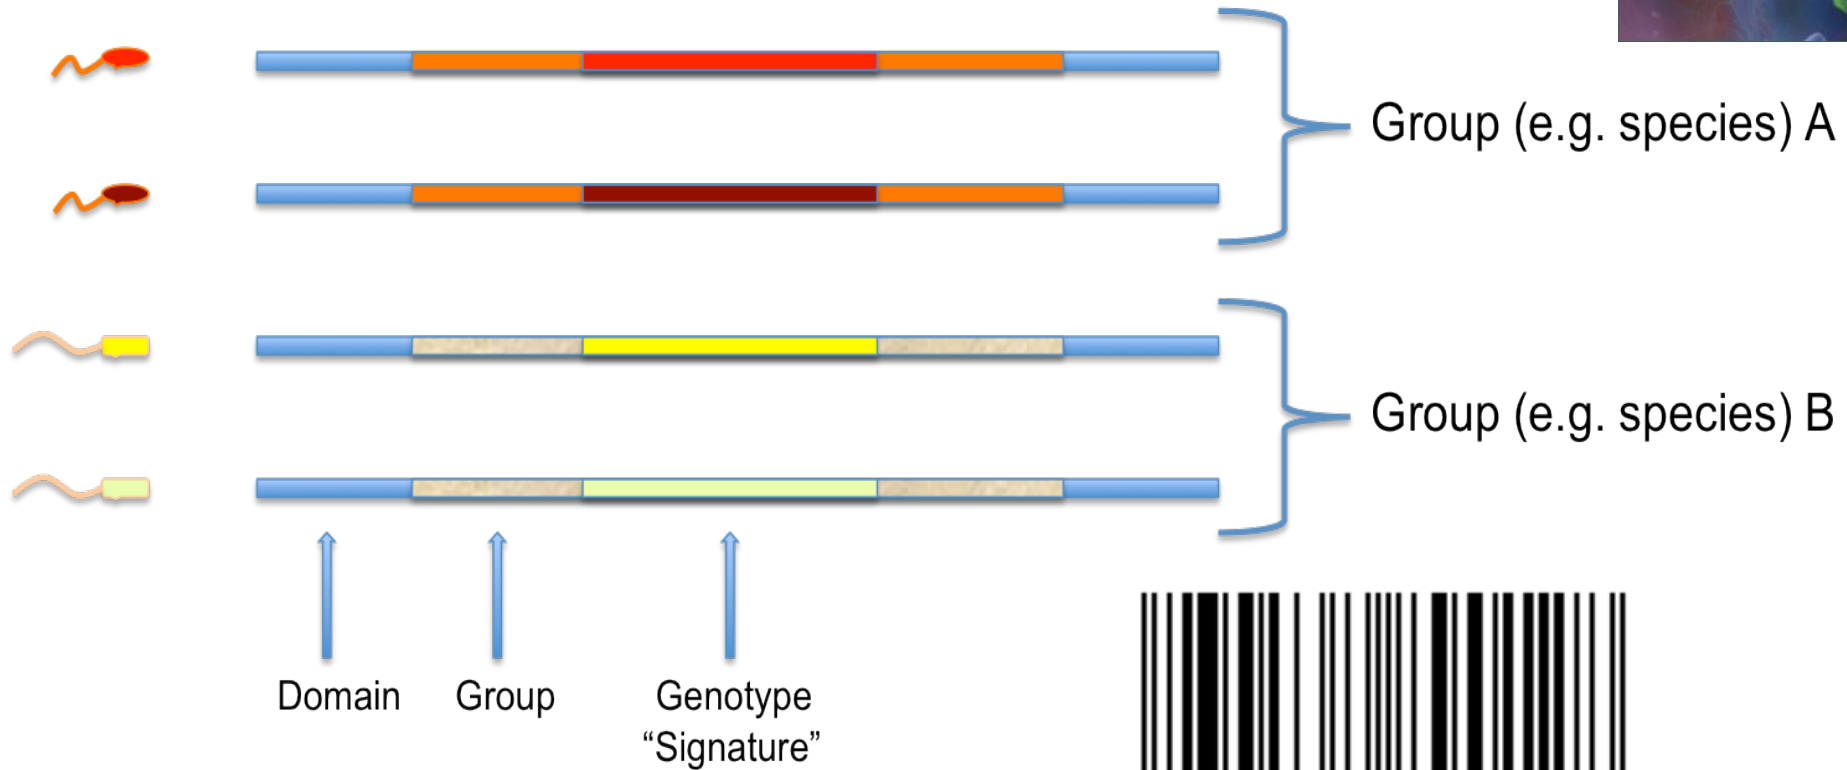 Group (e.g. species) A
Group (e.g. species) B
Domain
Group
Genotype
“Signature”